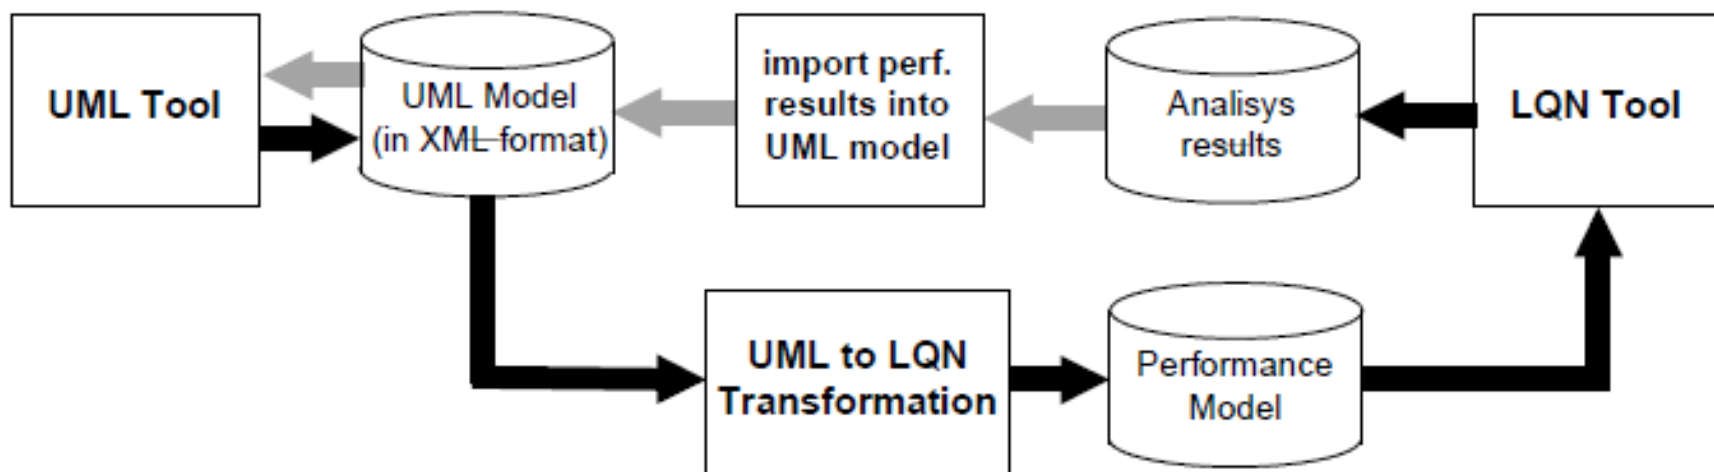 UML Tool
UML Model
(in XML format)
import perf.
results into
UML model
Analisys
results
LQN Tool
UML to LQN
Transformation
Performance
Model